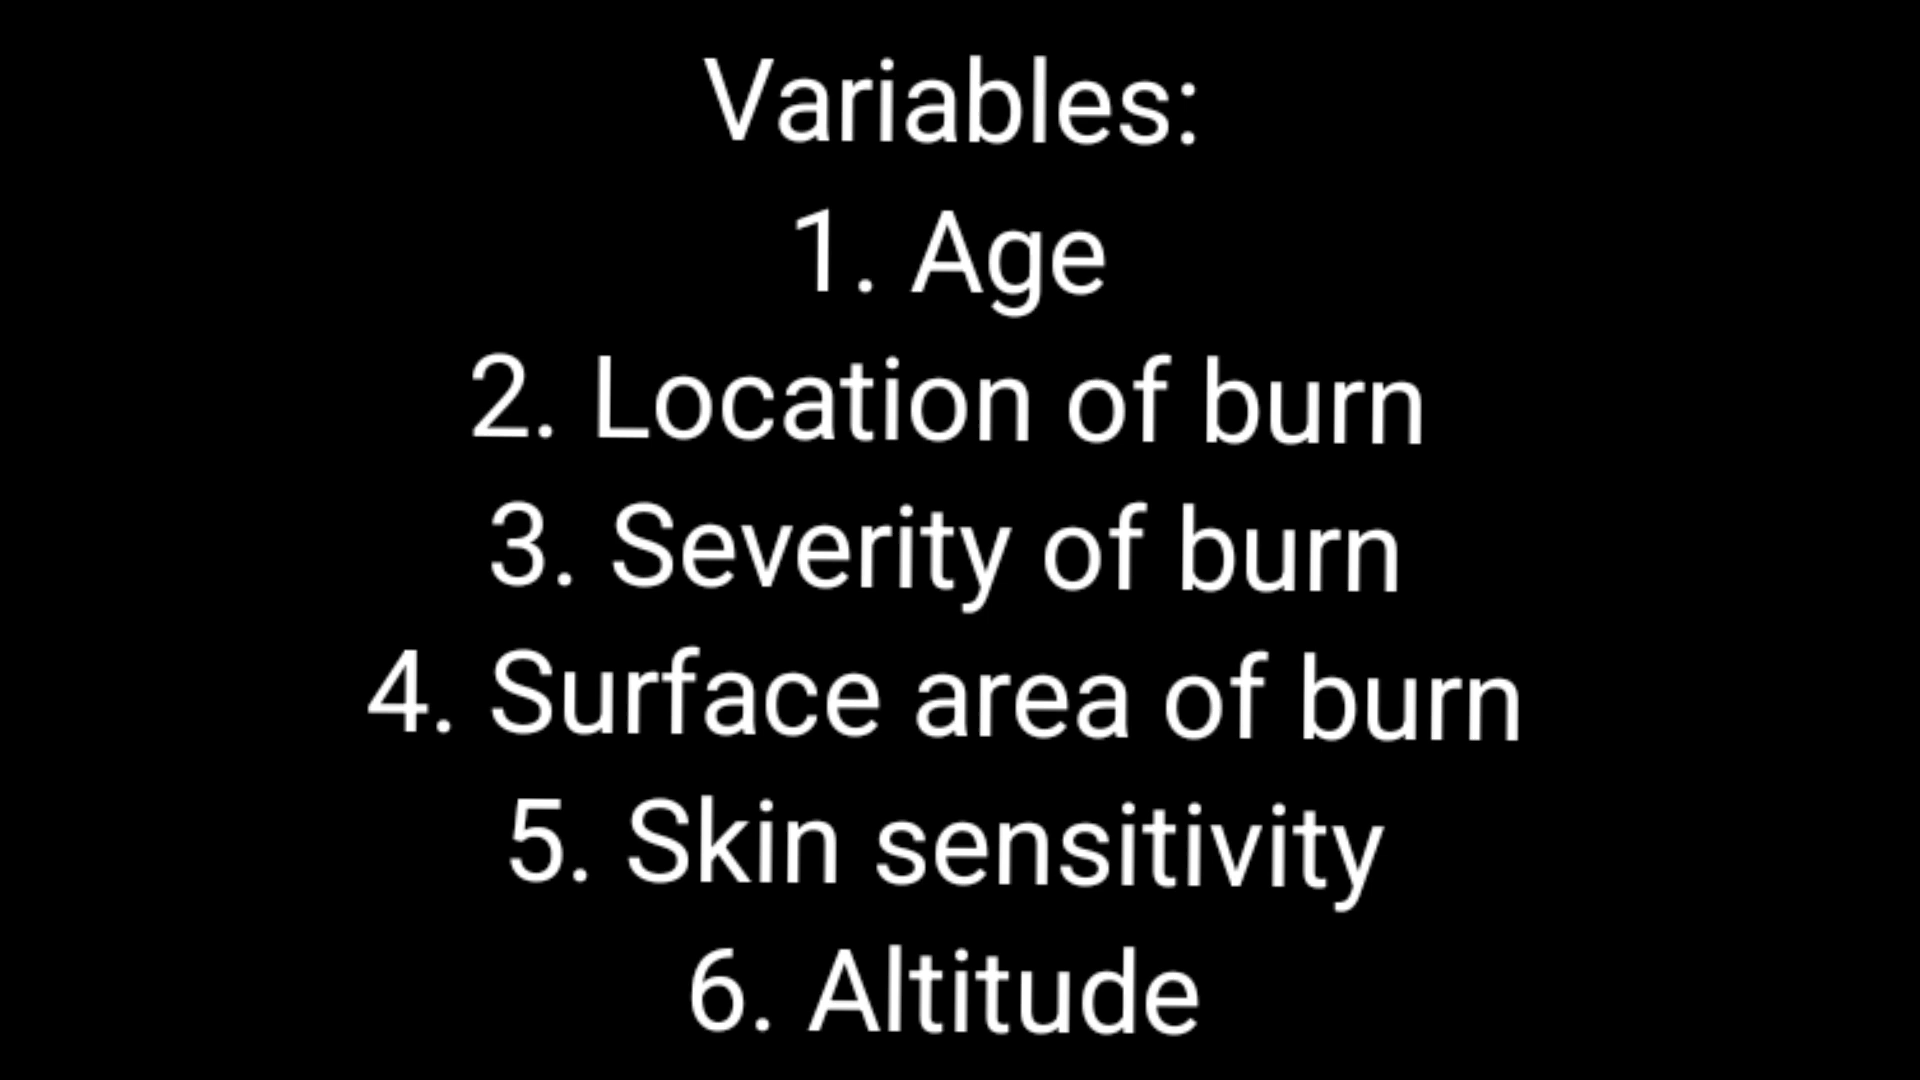 Variables:
1. Age
2. Location of burn
3. Severity of burn
4. Surface area of burn
5. Skin sensitivity
6. Altitude